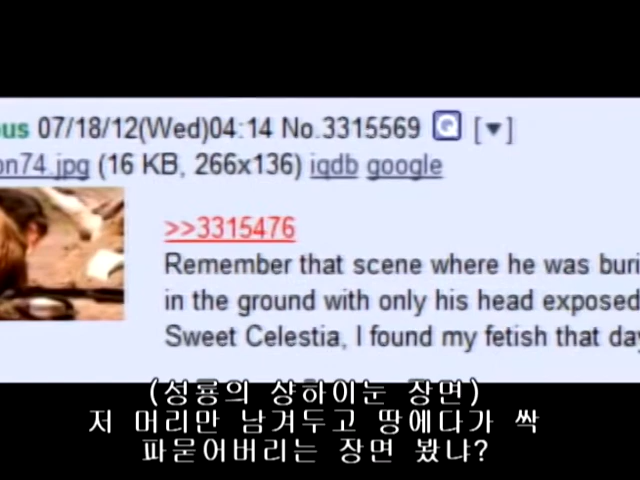 us 07/18/12(Wed)04:14 No.3315569 Q [▼]
on74.jpg (16 KB, 266x136) iqdb google
>>3315476
Remember that scene where he was buri
in the ground with only his head exposed
Sweet Celestia, I found my fetish that day
(성룡의 샹하이눈 장면)
저 머리만 남겨두고 땅에다가 싹
파묻어버리는 장면 봤냐?